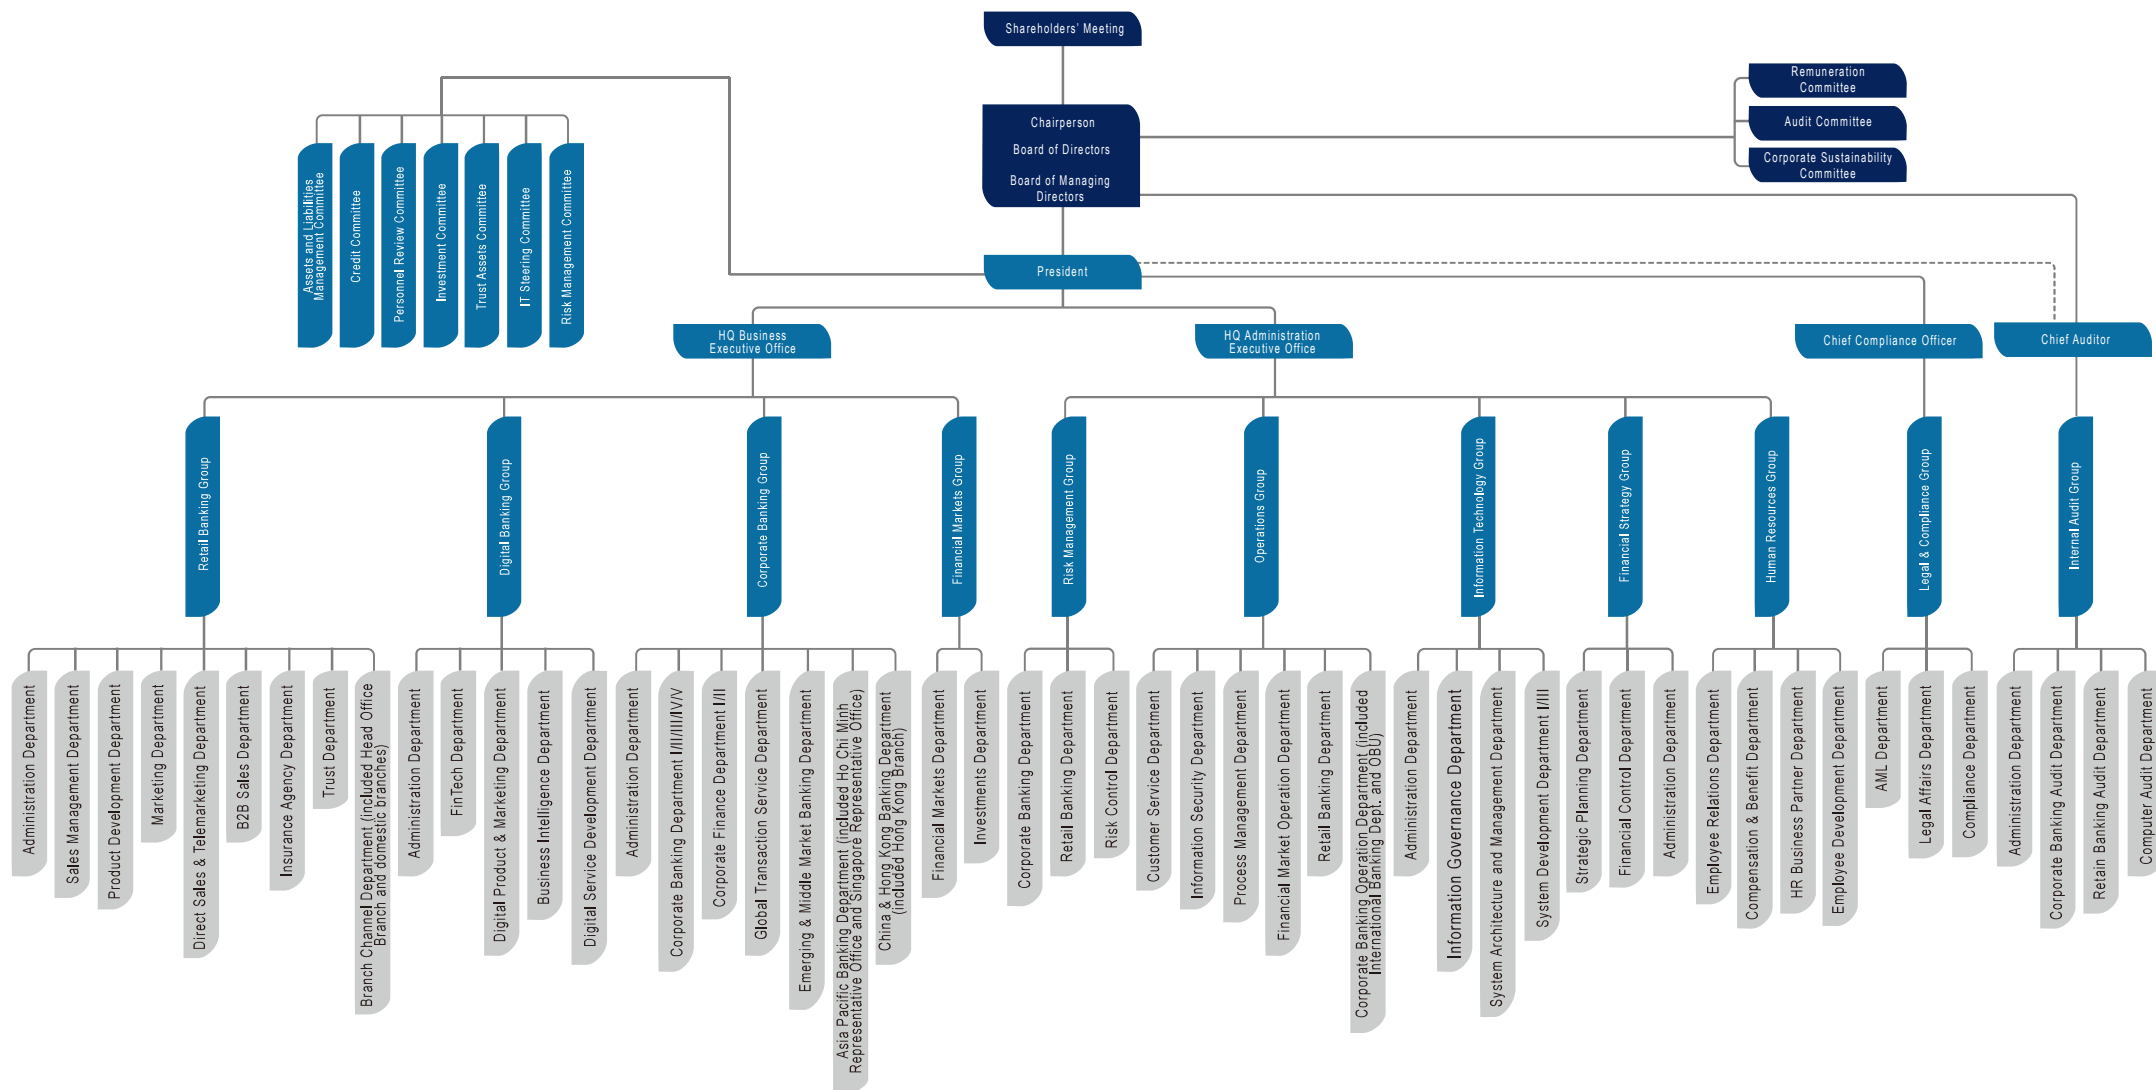 Shareholders' Meeting
Remuneration
Committee
Chairperson
Audit Committee
Board of Directors
Corporate Sustainability
Committee
Board of Managing
Directors
Assets and Liabilities
Management Committee
Credit Committee
Personnel Review Committee
Investment Committee
Trust Assets Committee
IT Steering Committee
Risk Management Committee
President
HQ Business
Executive Office
HQ Administration
Executive Office
Chief Compliance Officer
Chief Auditor
Retail Banking Group
Digital Banking Group
Corporate Banking Group
Financial Markets Group
Risk Management Group
Operations Group
Information Technology Group
Financial Strategy Group
Human Resources Group
Legal & Compliance Group
Internal Audit Group
Administration Department
Sales Management Department
Product Development Department
Marketing Department
Direct Sales & Telemarketing Department
B2B Sales Department
Insurance Agency Department
Trust Department
Branch Channel Department (included Head Office
Branch and domestic branches)
Administration Department
FinTech Department
Digital Product & Marketing Department
Business Intelligence Department
Digital Service Development Department
Administration Department
Corporate Banking Department I/II/III/IV/V
Corporate Finance Department I/II
Global Transaction Service Department
Emerging & Middle Market Banking Department
Asia Pacific Banking Department (included Ho Chi Minh
Representative Office and Singapore Representative Office)
China & Hong Kong Banking Department
(included Hong Kong Branch)
Financial Markets Department
Investments Department
Corporate Banking Department
Retail Banking Department
Risk Control Department
Customer Service Department
Information Security Department
Process Management Department
Financial Market Operation Department
Retail Banking Department
Corporate Banking Operation Department (included
International Banking Dept. and OBU)
Administration Department
Information Governance Department
System Architecture and Management Department
System Development Department I/II/III
Strategic Planning Department
Financial Control Department
Administration Department
Employee Relations Department
Compensation & Benefit Department
HR Business Partner Department
Employee Development Department
AML Department
Legal Affairs Department
Compliance Department
Administration Department
Corporate Banking Audit Department
Retain Banking Audit Department
Computer Audit Department